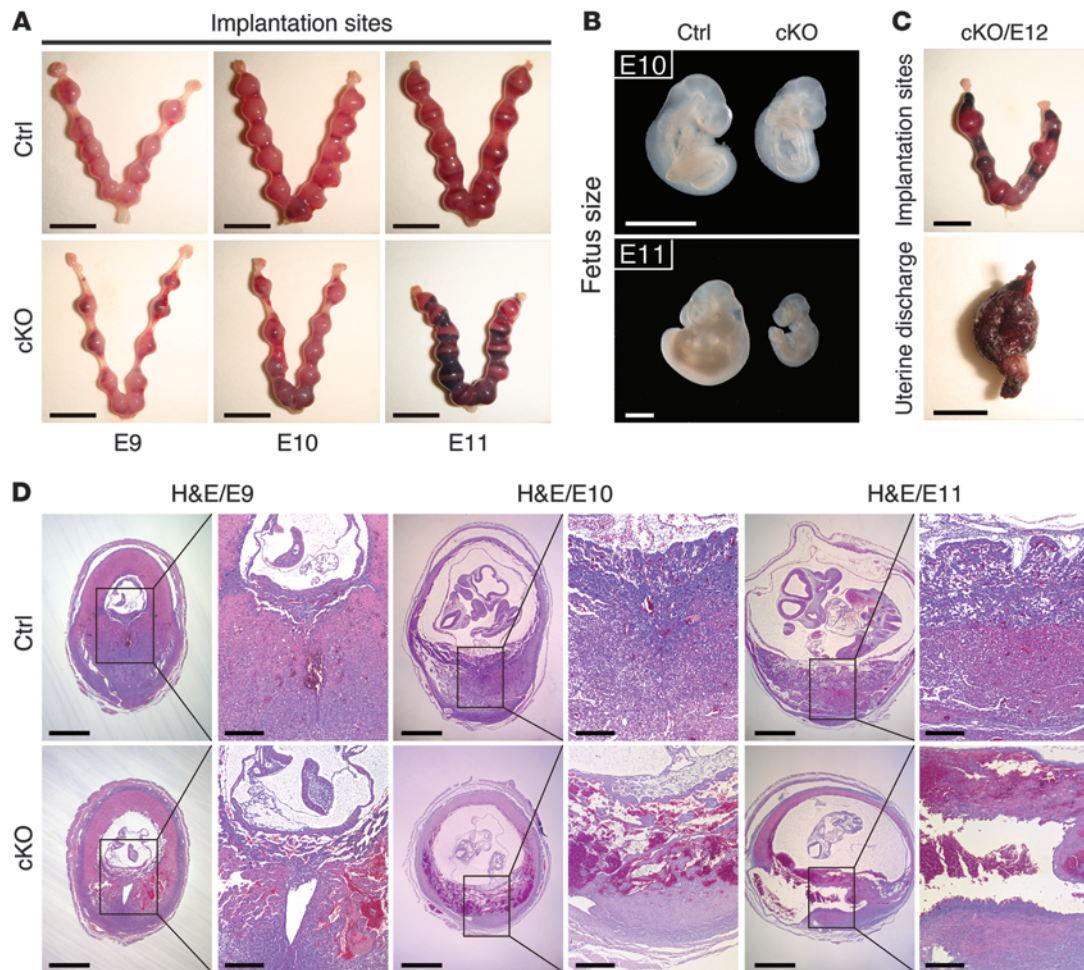 A
Implantation sites
Ctrl
cKO
E9
E10
E11
B
Ctrl
cKO
Fetus size
E10
E11
C
cKO/E12
Implantation sites
Uterine discharge
D
H&E/E9
H&E/E10
H&E/E11
Ctrl
cKO